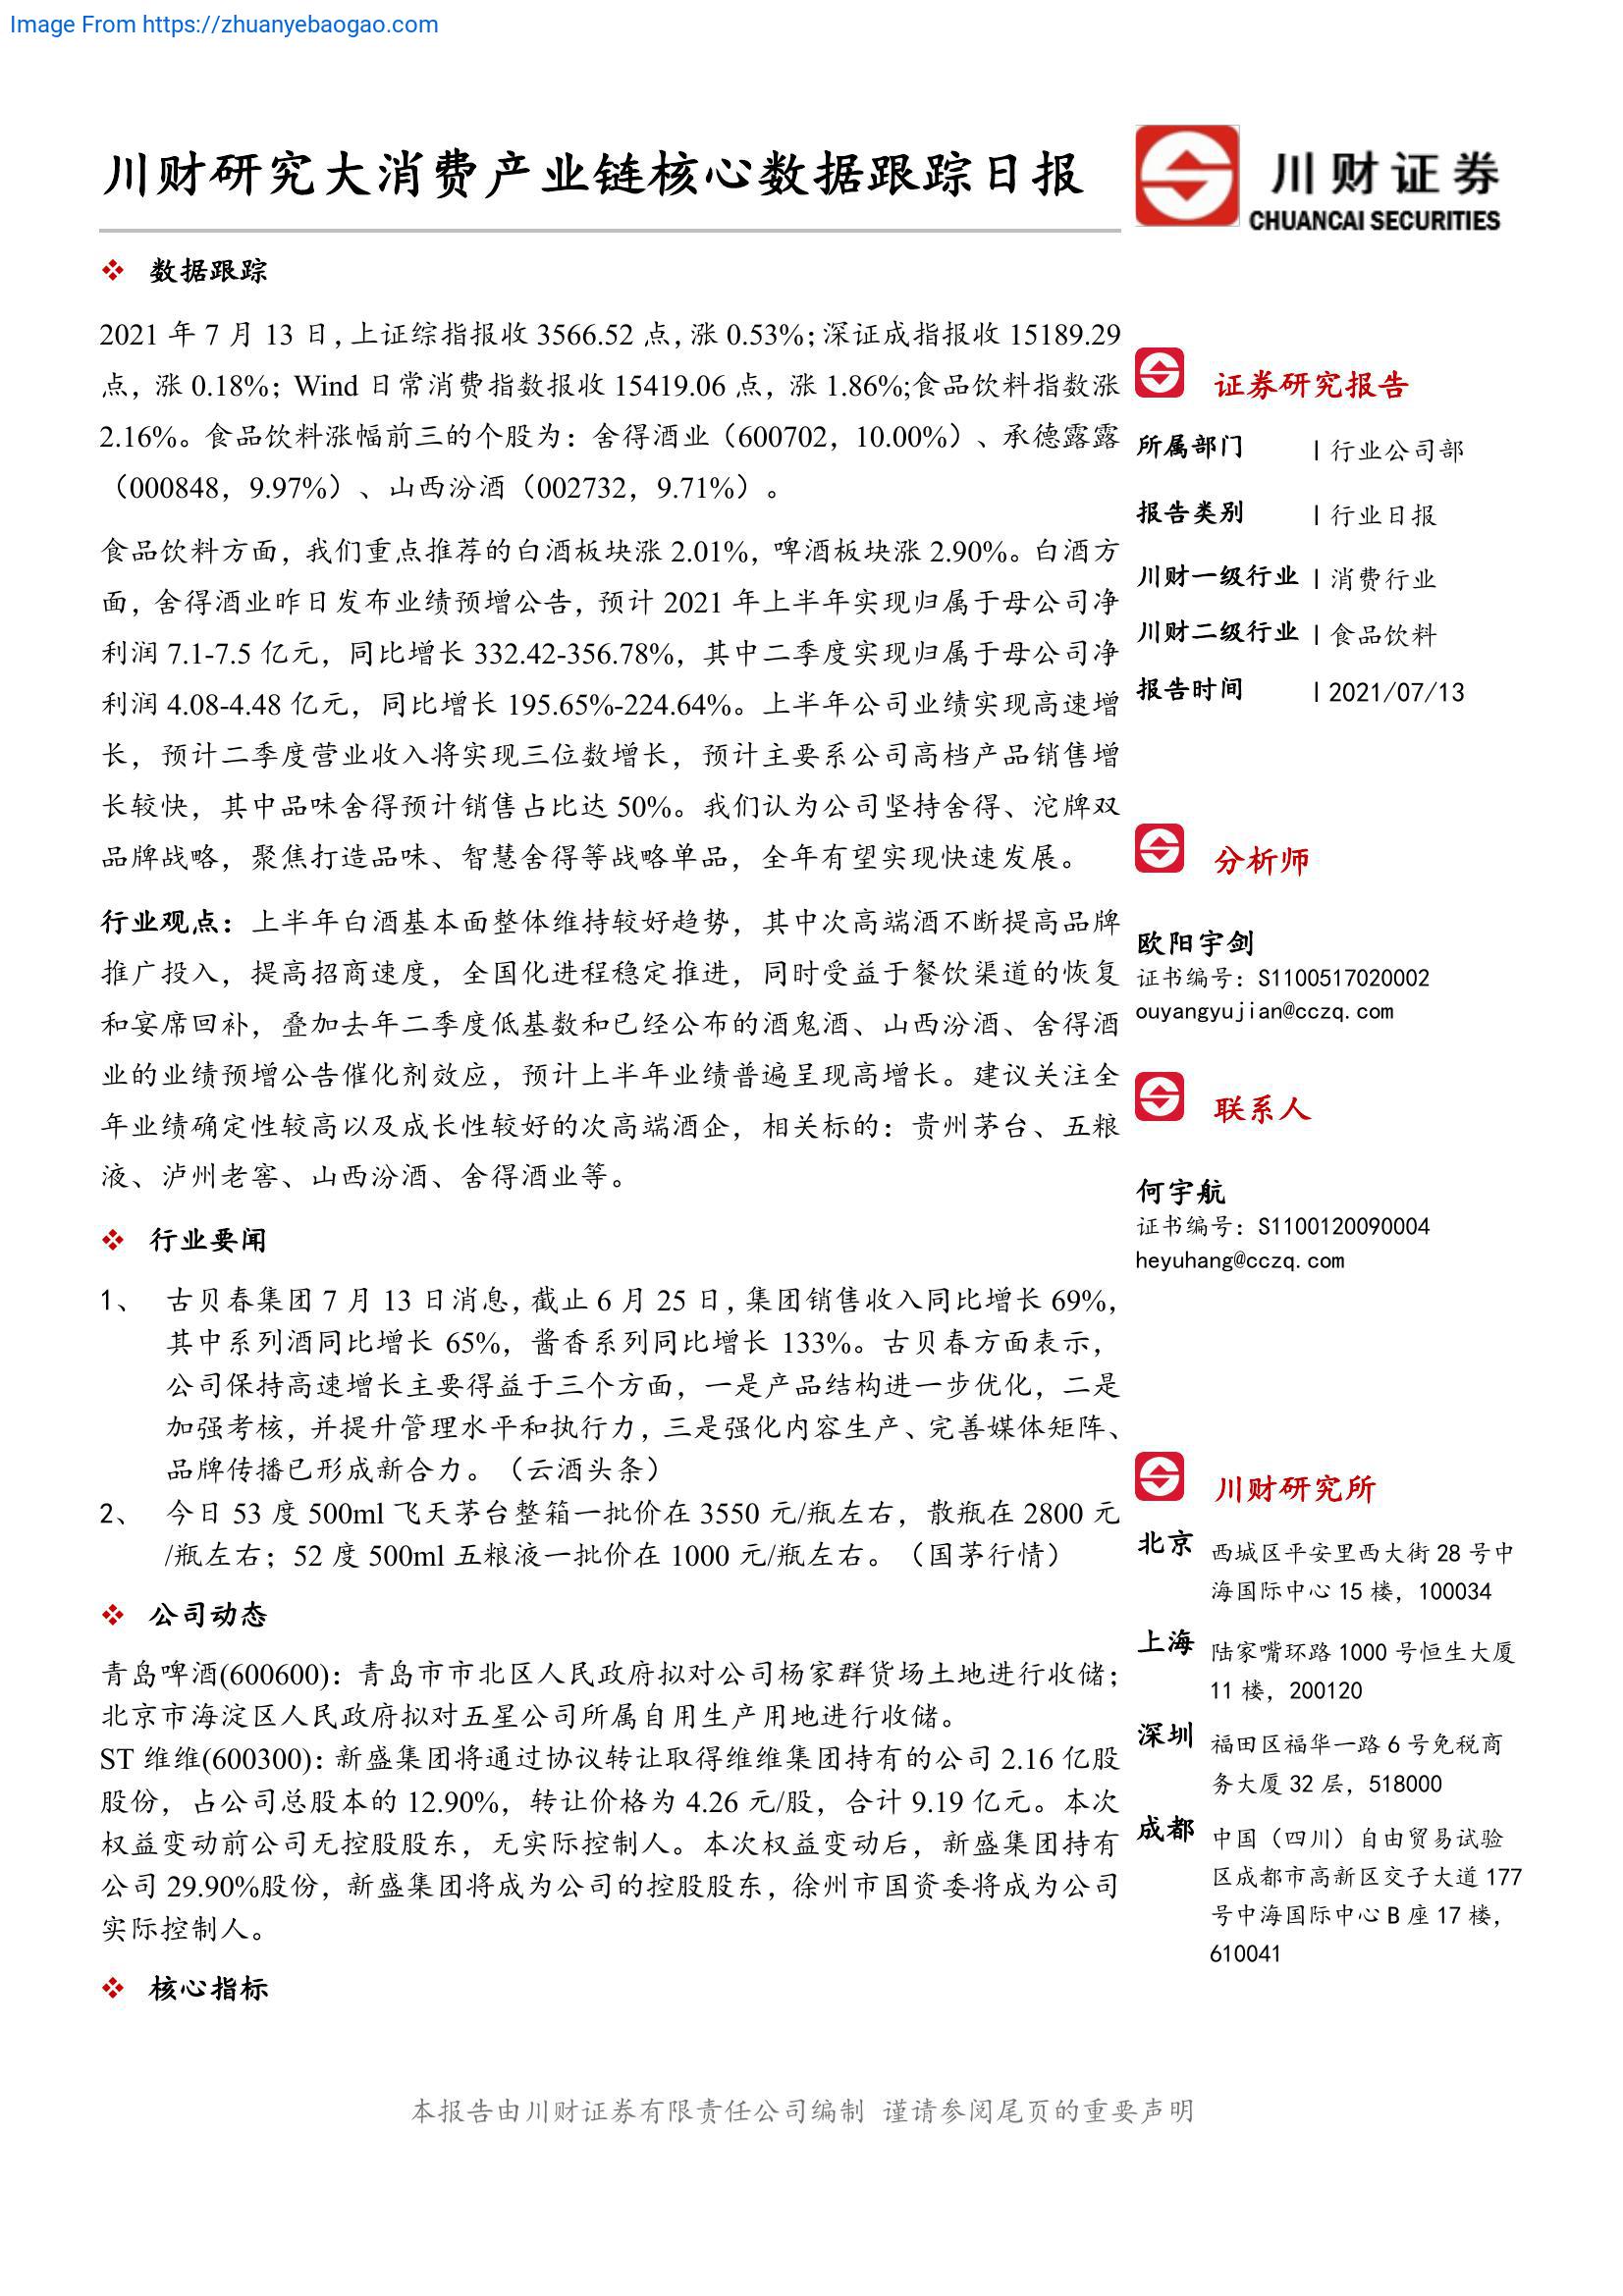 Image From https://zhuanyebaogao.com
川财研究大消费产业链核心数据跟踪日报
川财证券
CHUANCAI SECURITIES
数据跟踪
2021 年 7 月 13 日,上证综指报收 3566.52 点,涨 0.53%;深证成指报收 15189.29
点，涨 0.18%；Wind 日常消费指数报收 15419.06 点，涨 1.86%;食品饮料指数涨
2.16%。食品饮料涨幅前三的个股为：舍得酒业（600702，10.00%）、承德露露
（000848，9.97%）、山西汾酒（002732，9.71%）。
食品饮料方面，我们重点推荐的白酒板块涨 2.01%，啤酒板块涨 2.90%。白酒方
面，舍得酒业昨日发布业绩预增公告，预计 2021 年上半年实现归属于母公司净
利润 7.1-7.5 亿元，同比增长 332.42-356.78%，其中二季度实现归属于母公司净
利润 4.08-4.48 亿元，同比增长 195.65%-224.64%。上半年公司业绩实现高速增
长，预计二季度营业收入将实现三位数增长，预计主要系公司高档产品销售增
长较快，其中品味舍得预计销售占比达 50%。我们认为公司坚持舍得、沱牌双
品牌战略，聚焦打造品味、智慧舍得等战略单品，全年有望实现快速发展。
行业观点：上半年白酒基本面整体维持较好趋势，其中次高端酒不断提高品牌
推广投入，提高招商速度，全国化进程稳定推进，同时受益于餐饮渠道的恢复
和宴席回补，叠加去年二季度低基数和已经公布的酒鬼酒、山西汾酒、舍得酒
业的业绩预增公告催化剂效应，预计上半年业绩普遍呈现高增长。建议关注全
年业绩确定性较高以及成长性较好的次高端酒企，相关标的：贵州茅台、五粮
液、泸州老窖、山西汾酒、舍得酒业等。
行业要闻
1、 古贝春集团 7 月 13 日消息，截止 6 月 25 日，集团销售收入同比增长 69%，
其中系列酒同比增长 65%，酱香系列同比增长 133%。古贝春方面表示，
公司保持高速增长主要得益于三个方面，一是产品结构进一步优化，二是
加强考核，并提升管理水平和执行力，三是强化内容生产、完善媒体矩阵、
品牌传播已形成新合力。（云酒头条）
2、 今日 53 度 500ml 飞天茅台整箱一批价在 3550 元/瓶左右，散瓶在 2800 元
/瓶左右；52 度 500ml 五粮液一批价在 1000 元/瓶左右。（国茅行情）
公司动态
青岛啤酒(600600)：青岛市市北区人民政府拟对公司杨家群货场土地进行收储；
北京市海淀区人民政府拟对五星公司所属自用生产用地进行收储。
ST 维维(600300)：新盛集团将通过协议转让取得维维集团持有的公司 2.16 亿股
股份，占公司总股本的 12.90%，转让价格为 4.26 元/股，合计 9.19 亿元。本次
权益变动前公司无控股股东，无实际控制人。本次权益变动后，新盛集团持有
公司 29.90%股份，新盛集团将成为公司的控股股东，徐州市国资委将成为公司
实际控制人。
核心指标
证券研究报告
所属部门 | 行业公司部
报告类别 | 行业日报
川财一级行业 | 消费行业
川财二级行业 | 食品饮料
报告时间 | 2021/07/13
分析师
欧阳宇剑
证书编号：S1100517020002
ouyangyujian@cczq.com
联系人
何宇航
证书编号：S1100120090004
heyuhang@cczq.com
川财研究所
北京 西城区平安里西大街 28 号中
海国际中心 15 楼，100034
上海 陆家嘴环路 1000 号恒生大厦
11 楼，200120
深圳 福田区福华一路 6 号免税商
务大厦 32 层，518000
成都 中国（四川）自由贸易试验
区成都市高新区交子大道 177
号中海国际中心 B 座 17 楼，
610041
本报告由川财证券有限责任公司编制 谨请参阅尾页的重要声明